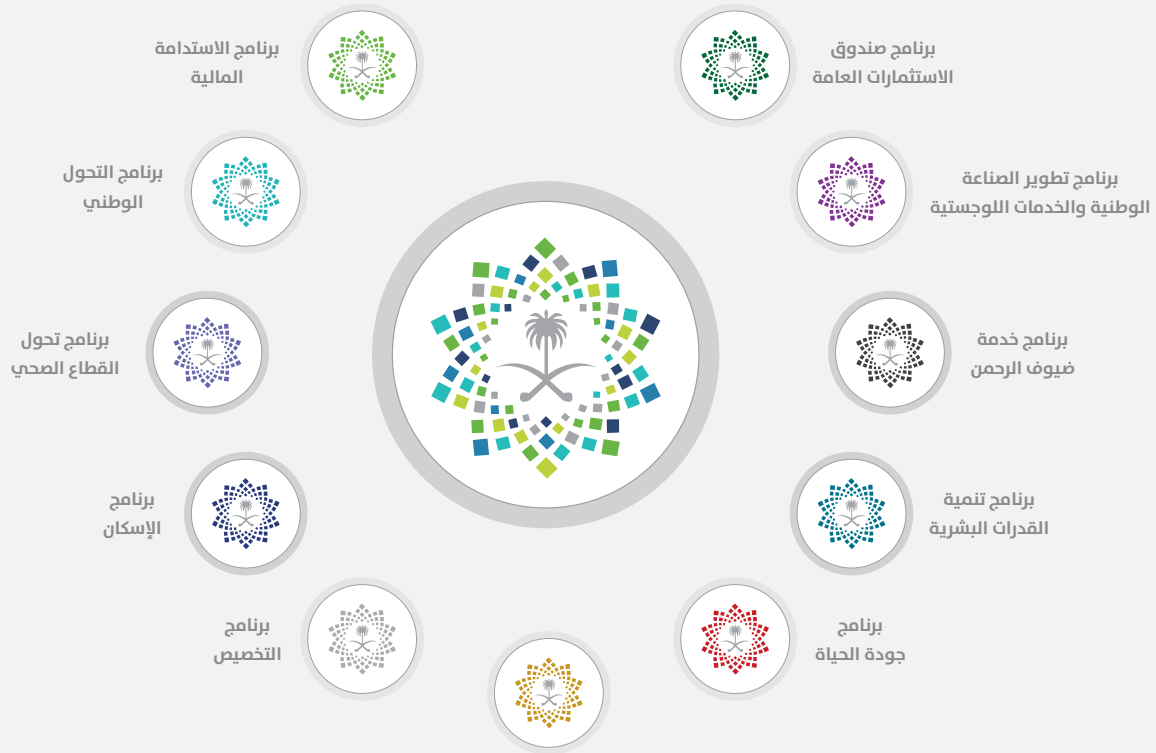 برنامج صندوق
الاستثمارات العامة
برنامج تطوير الصناعة
الوطنية والخدمات اللوجستية
برنامج خدمة
ضيوف الرحمن
برنامج تنمية
القدرات البشرية
برنامج
جودة الحياة
برنامج الاستدامة
المالية
برنامج التحول
الوطني
برنامج تحول
القطاع الصحي
برنامج
الإسكان
برنامج
التخصيص